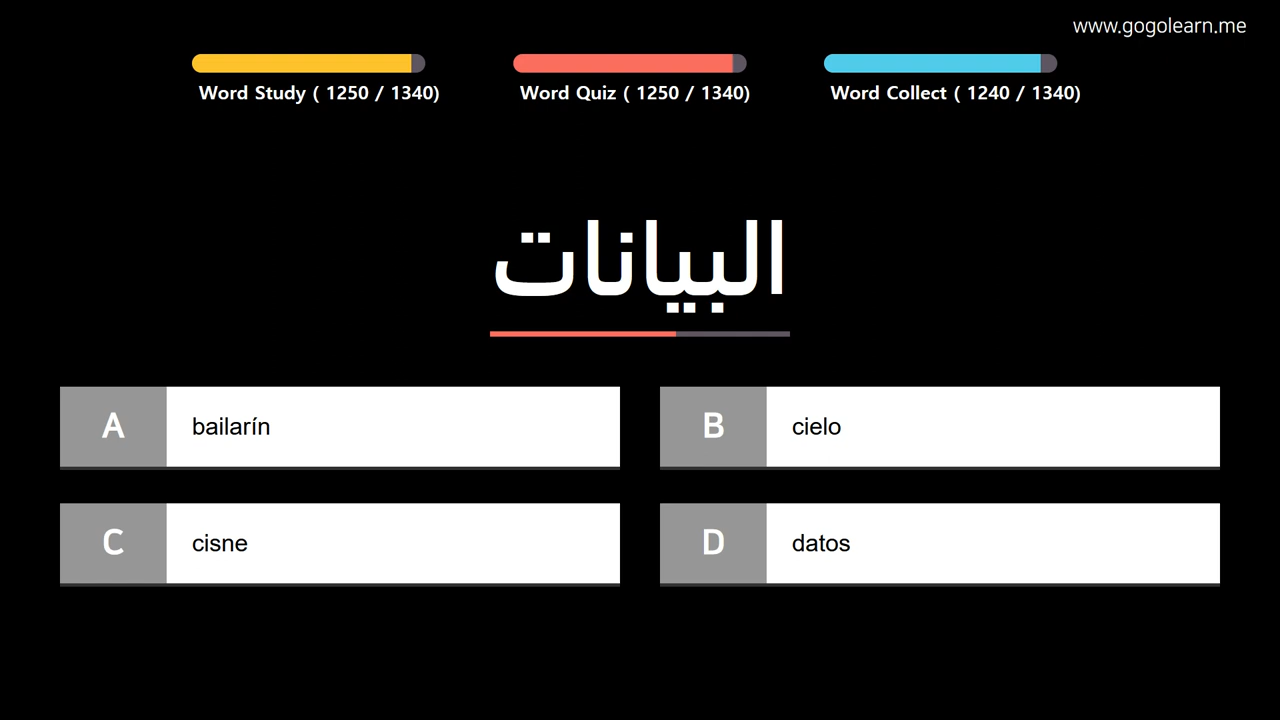 www.gogolearn.me
Word Study ( 1250 / 1340)
Word Quiz ( 1250 / 1340)
Word Collect ( 1240 / 1340)
البيانات
A bailarín
B cielo
C cisne
D datos